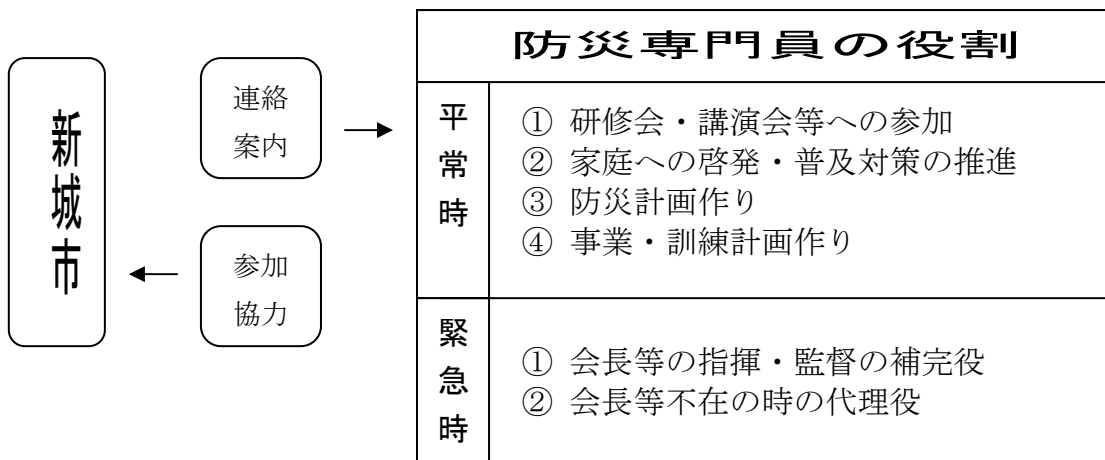 新城市
連絡
案内
参加
協力
防災専門員の役割
平常時
① 研修会・講演会等への参加
② 家庭への啓発・普及対策の推進
③ 防災計画作り
④ 事業・訓練計画作り
緊急時
① 会長等の指揮・監督の補完役
② 会長等不在の時の代理役